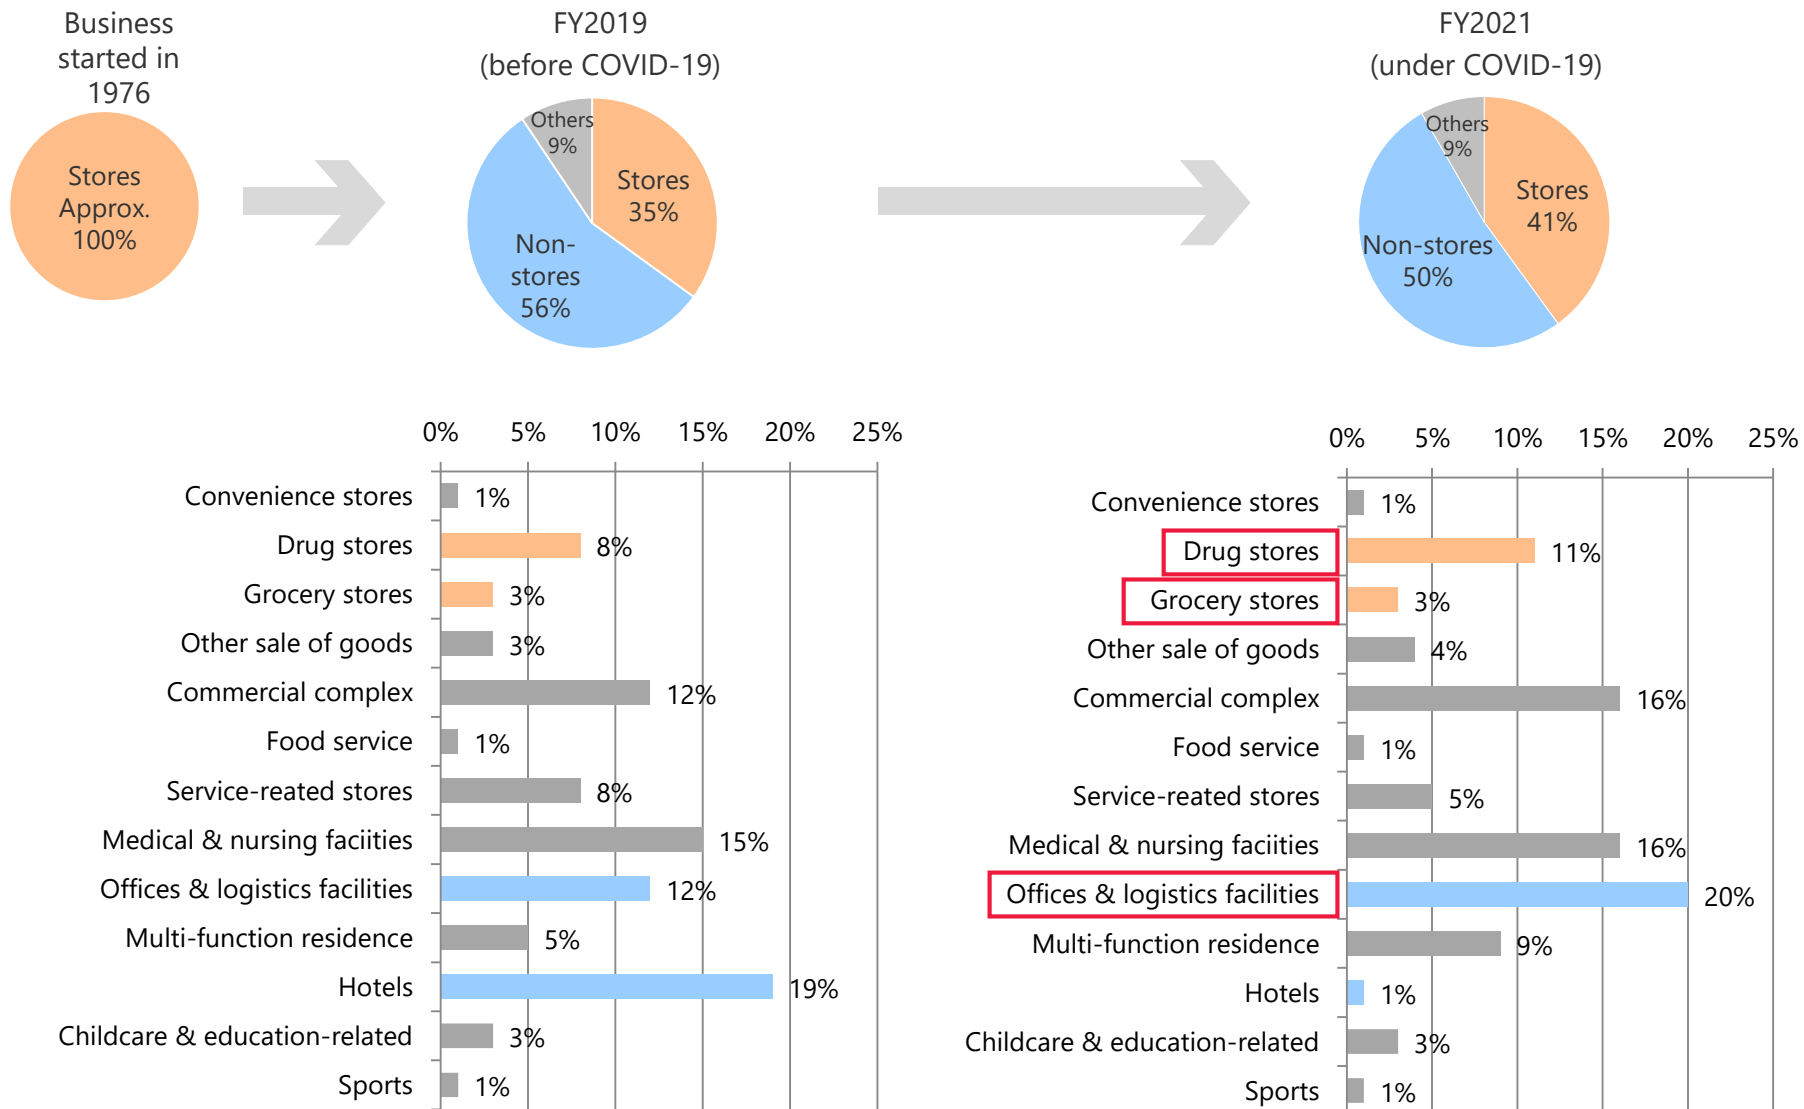 Business
started in
1976
Stores
Approx.
100%
FY2019
(before COVID-19)
Others
9%
Stores
35%
Non-
stores
56%
FY2021
(under COVID-19)
Others
9%
Stores
41%
Non-stores
50%
0% 5% 10% 15% 20% 25%
Convenience stores 1%
Drug stores 8%
Grocery stores 3%
Other sale of goods 3%
Commercial complex 12%
Food service 1%
Service-reated stores 8%
Medical & nursing faciities 15%
Offices & logistics facilities 12%
Multi-function residence 5%
Hotels 19%
Childcare & education-related 3%
Sports 1%
0% 5% 10% 15% 20% 25%
Convenience stores 1%
Drug stores 11%
Grocery stores 3%
Other sale of goods 4%
Commercial complex 16%
Food service 1%
Service-reated stores 5%
Medical & nursing faciities 16%
Offices & logistics facilities 20%
Multi-function residence 9%
Hotels 1%
Childcare & education-related 3%
Sports 1%